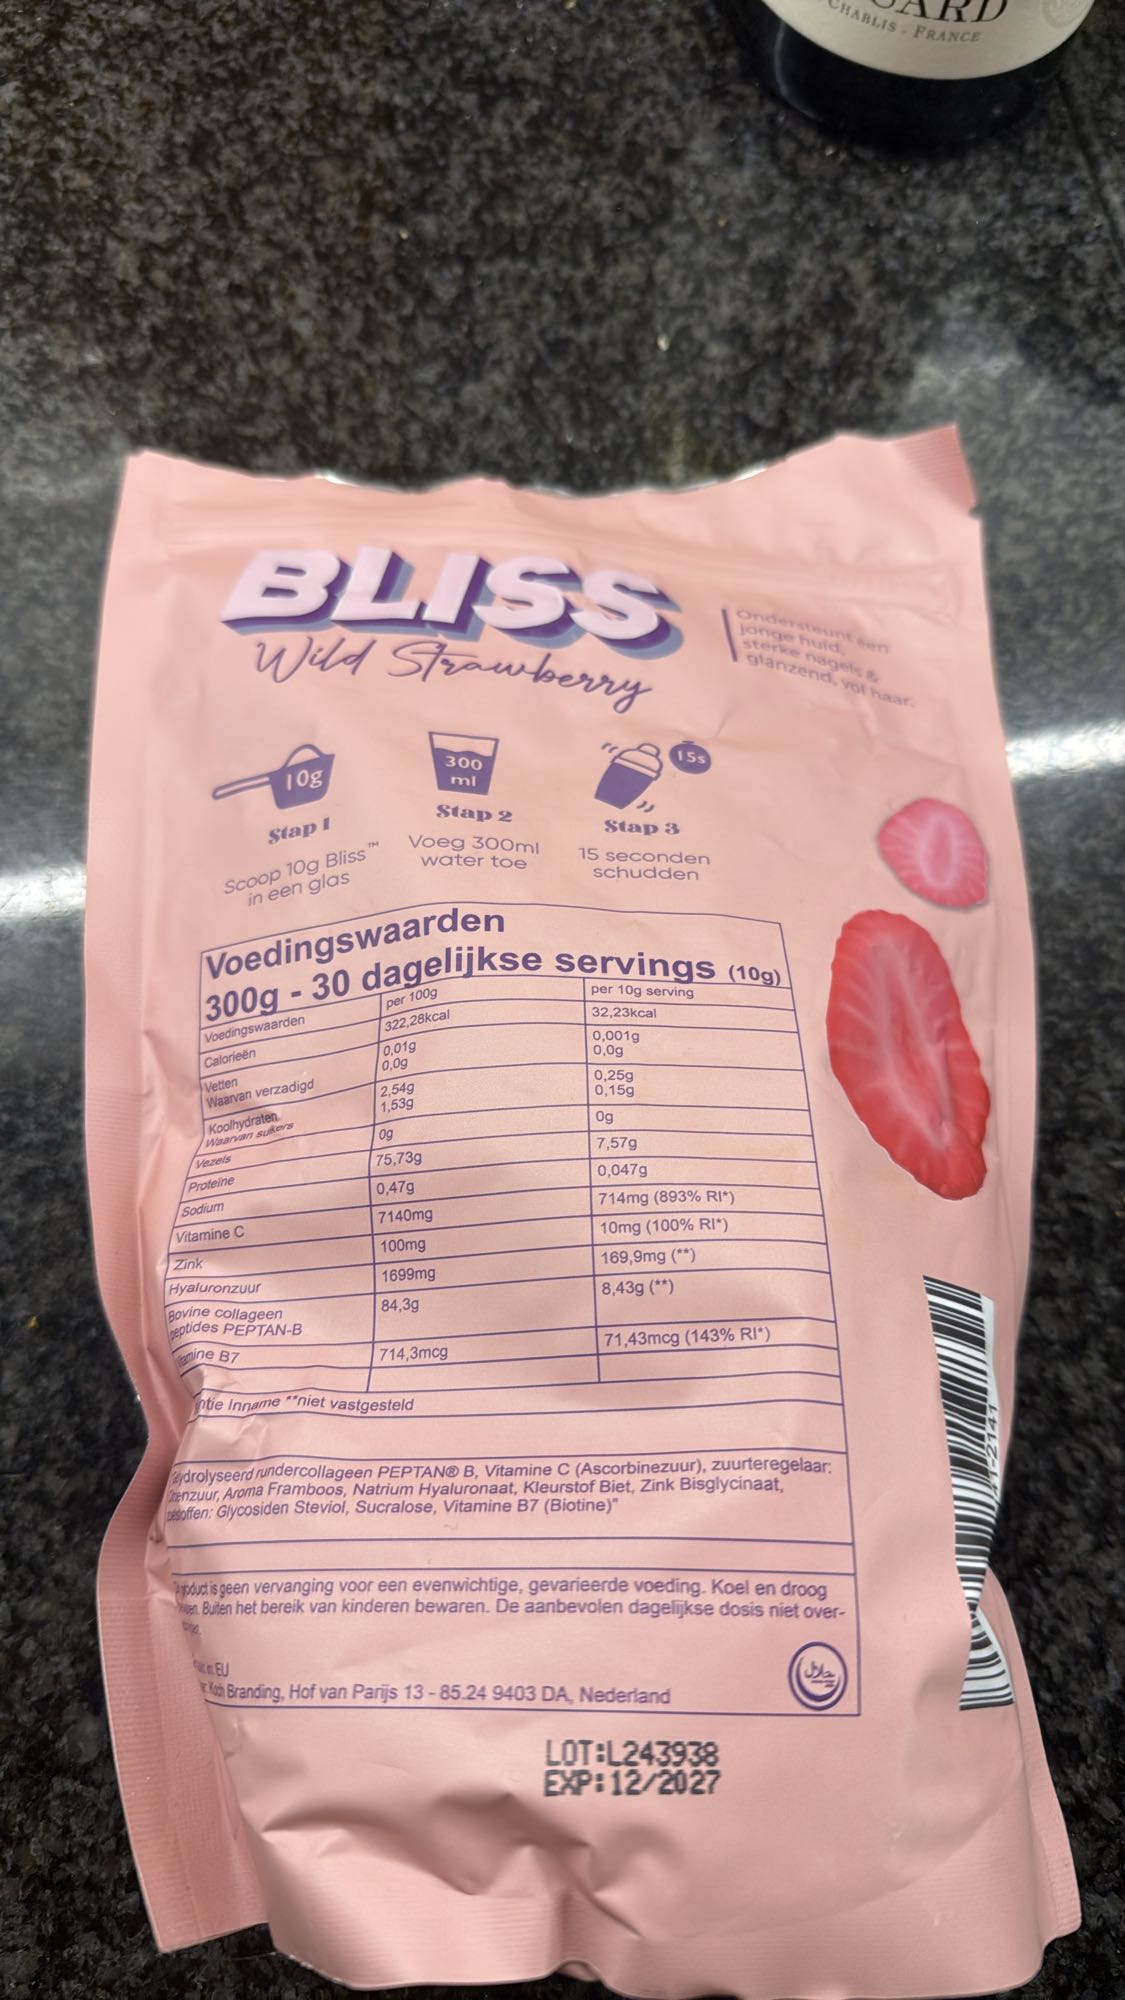 CHABLIS - FRANCE
BLISS
Wild Strawberry
Ondersteunt een
jonge huid,
sterke nagels &
glanzend, vol haar.
10g
300
ml
15s
Stap 1
Stap 2
Stap 3
Scoop 10g Bliss™
in een glas
Voeg 300ml
water toe
15 seconden
schudden
Voedingswaarden
300g - 30 dagelijkse servings (10g)
Voedingswaarden per 100g per 10g serving
Calorieën 322,28kcal 32,23kcal
Vetten 0,01g 0,001g
Waarvan verzadigd 0,0g 0,0g
Koolhydraten 2,54g 0,25g
Waarvan suikers 1,53g 0,15g
Vezels 0g 0g
Proteïne 75,73g 7,57g
Sodium 0,47g 0,047g
Vitamine C 7140mg 714mg (893% RI*)
Zink 100mg 10mg (100% RI*)
Hyaluronzuur 1699mg 169,9mg (**)
Bovine collageen 84,3g 8,43g (**)
peptides PEPTAN-B
B7 714,3mcg 71,43mcg (143% RI*)
Inname **niet vastgesteld
rundercollageen PEPTAN® B, Vitamine C (Ascorbinezuur), zuurteregelaar:
Aroma Framboos, Natrium Hyaluronaat, Kleurstof Biet, Zink Bisglycinaat,
Glycosiden Steviol, Sucralose, Vitamine B7 (Biotine)"
product is geen vervanging voor een evenwichtige, gevarieerde voeding. Koel en droog
Buiten het bereik van kinderen bewaren. De aanbevolen dagelijkse dosis niet over-
EU
Koch Branding, Hof van Parijs 13 - 85.24 9403 DA, Nederland
حلال
LOT:L243938
EXP:12/2027